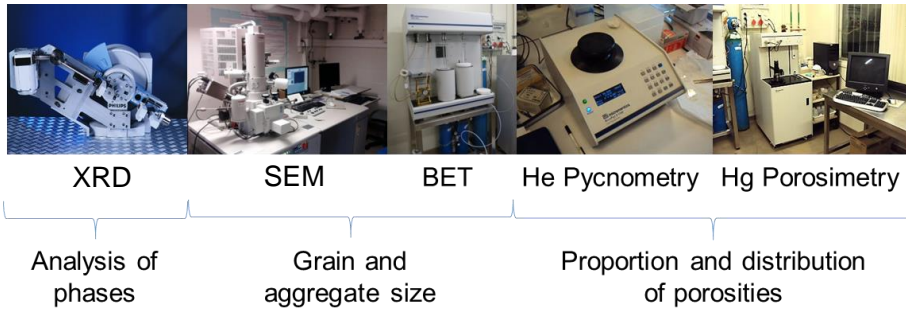 PHILIPS
XRD
SEM
BET
He Pycnometry
Hg Porosimetry
Analysis of
phases
Grain and
aggregate size
Proportion and distribution
of porosities